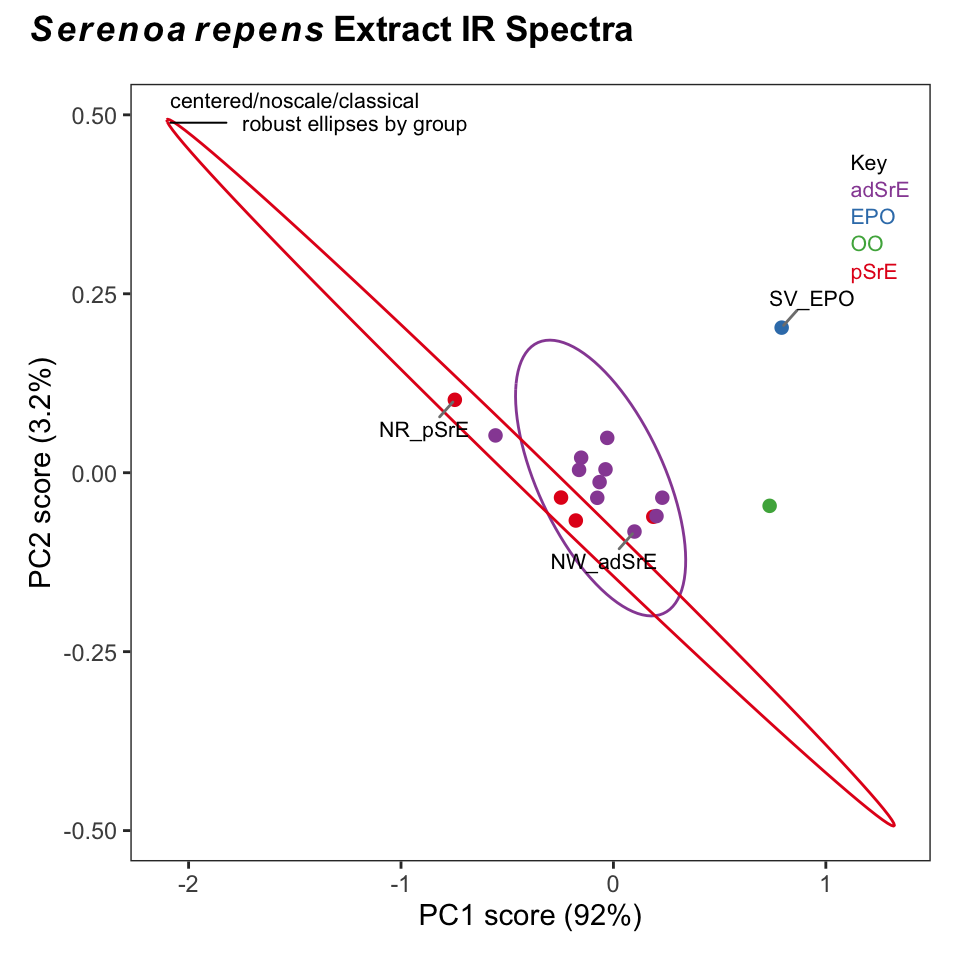 Serenoa repens Extract IR Spectra
centered/noscale/classical
robust ellipses by group
Key
adSrE
EPO
OO
pSrE
SV_EPO
NR_pSrE
NW_adSrE
PC2 score (3.2%)
0.50
0.25
0.00
-0.25
-0.50
-2
-1
0
1
PC1 score (92%)